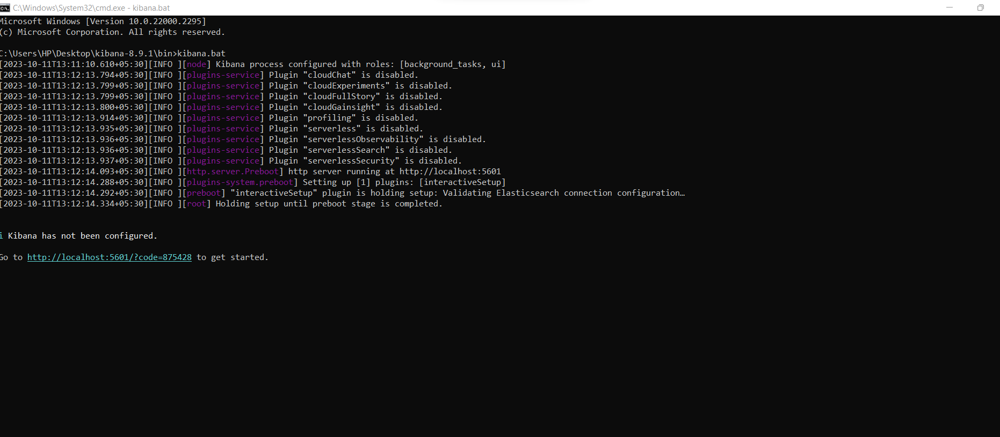 C:\Windows\System32\cmd.exe - kibana.bat
Microsoft Windows [Version 10.0.22000.2295]
(c) Microsoft Corporation. All rights reserved.
C:\Users\HP\Desktop\kibana-8.9.1\bin>kibana.bat
[2023-10-11T13:11:10.610+05:30][INFO ][node] Kibana process configured with roles: [background_tasks, ui]
[2023-10-11T13:12:13.794+05:30][INFO ][plugins-service] Plugin "cloudChat" is disabled.
[2023-10-11T13:12:13.799+05:30][INFO ][plugins-service] Plugin "cloudExperiments" is disabled.
[2023-10-11T13:12:13.799+05:30][INFO ][plugins-service] Plugin "cloudFullStory" is disabled.
[2023-10-11T13:12:13.800+05:30][INFO ][plugins-service] Plugin "cloudGainsight" is disabled.
[2023-10-11T13:12:13.914+05:30][INFO ][plugins-service] Plugin "profiling" is disabled.
[2023-10-11T13:12:13.935+05:30][INFO ][plugins-service] Plugin "serverless" is disabled.
[2023-10-11T13:12:13.936+05:30][INFO ][plugins-service] Plugin "serverlessObservability" is disabled.
[2023-10-11T13:12:13.936+05:30][INFO ][plugins-service] Plugin "serverlessSearch" is disabled.
[2023-10-11T13:12:13.937+05:30][INFO ][plugins-service] Plugin "serverlessSecurity" is disabled.
[2023-10-11T13:12:14.093+05:30][INFO ][http.server.Preboot] http server running at http://localhost:5601
[2023-10-11T13:12:14.288+05:30][INFO ][plugins-system.preboot] Setting up [1] plugins: [interactiveSetup]
[2023-10-11T13:12:14.292+05:30][INFO ][preboot] "interactiveSetup" plugin is holding setup: Validating Elasticsearch connection configuration…
[2023-10-11T13:12:14.334+05:30][INFO ][root] Holding setup until preboot stage is completed.
i Kibana has not been configured.
Go to http://localhost:5601/?code=875428 to get started.